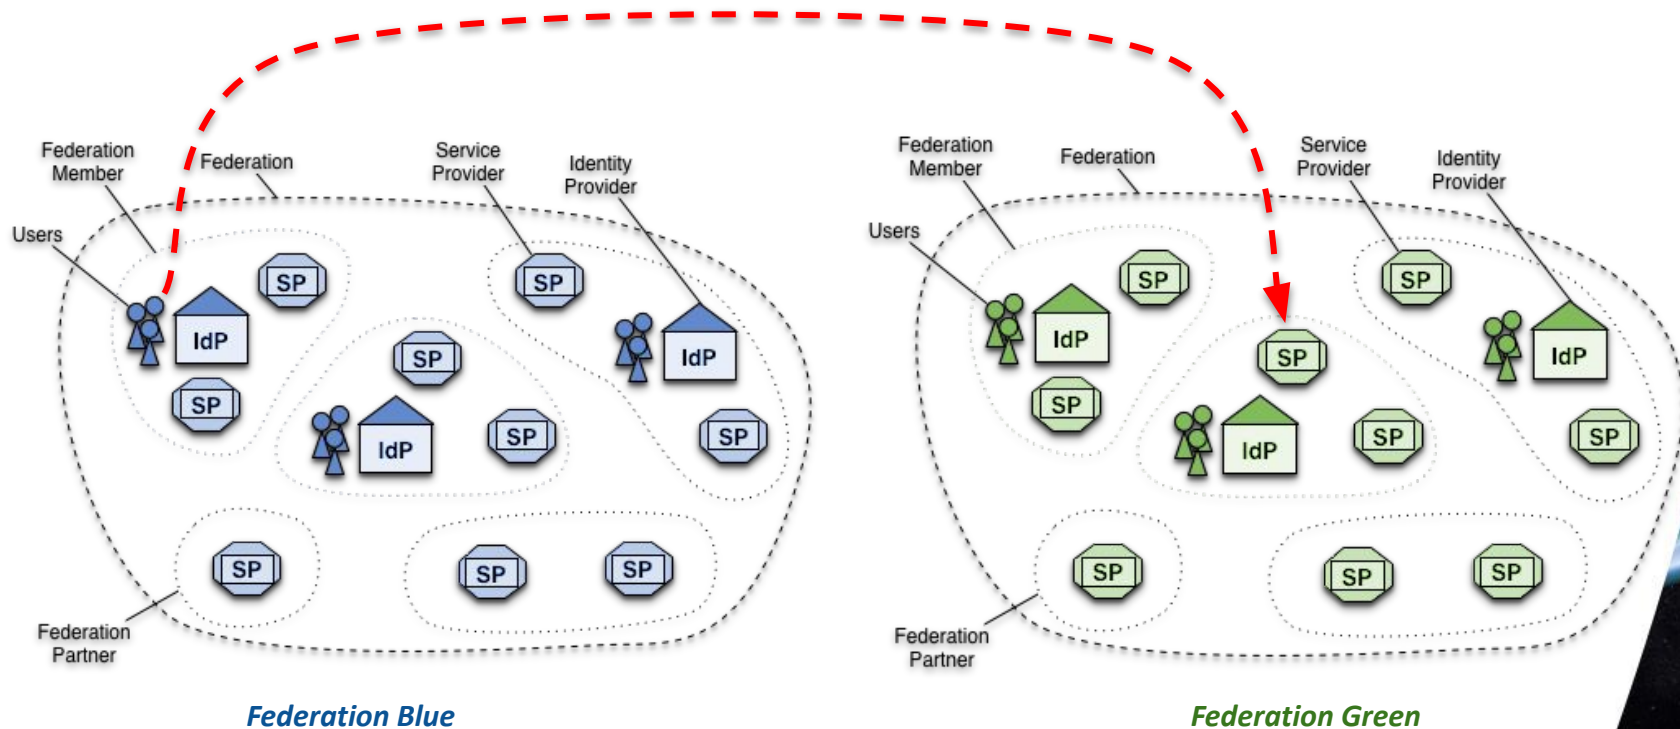 Federation
Member
Federation
Service
Provider
Identity
Provider
Users
SP
SP
IdP
SP
IdP
SP
SP
IdP
SP
SP
SP
SP
Federation
Partner
Federation Blue
Federation
Member
Federation
Service
Provider
Identity
Provider
Users
SP
SP
IdP
SP
IdP
SP
SP
IdP
SP
SP
SP
SP
Federation
Partner
Federation Green